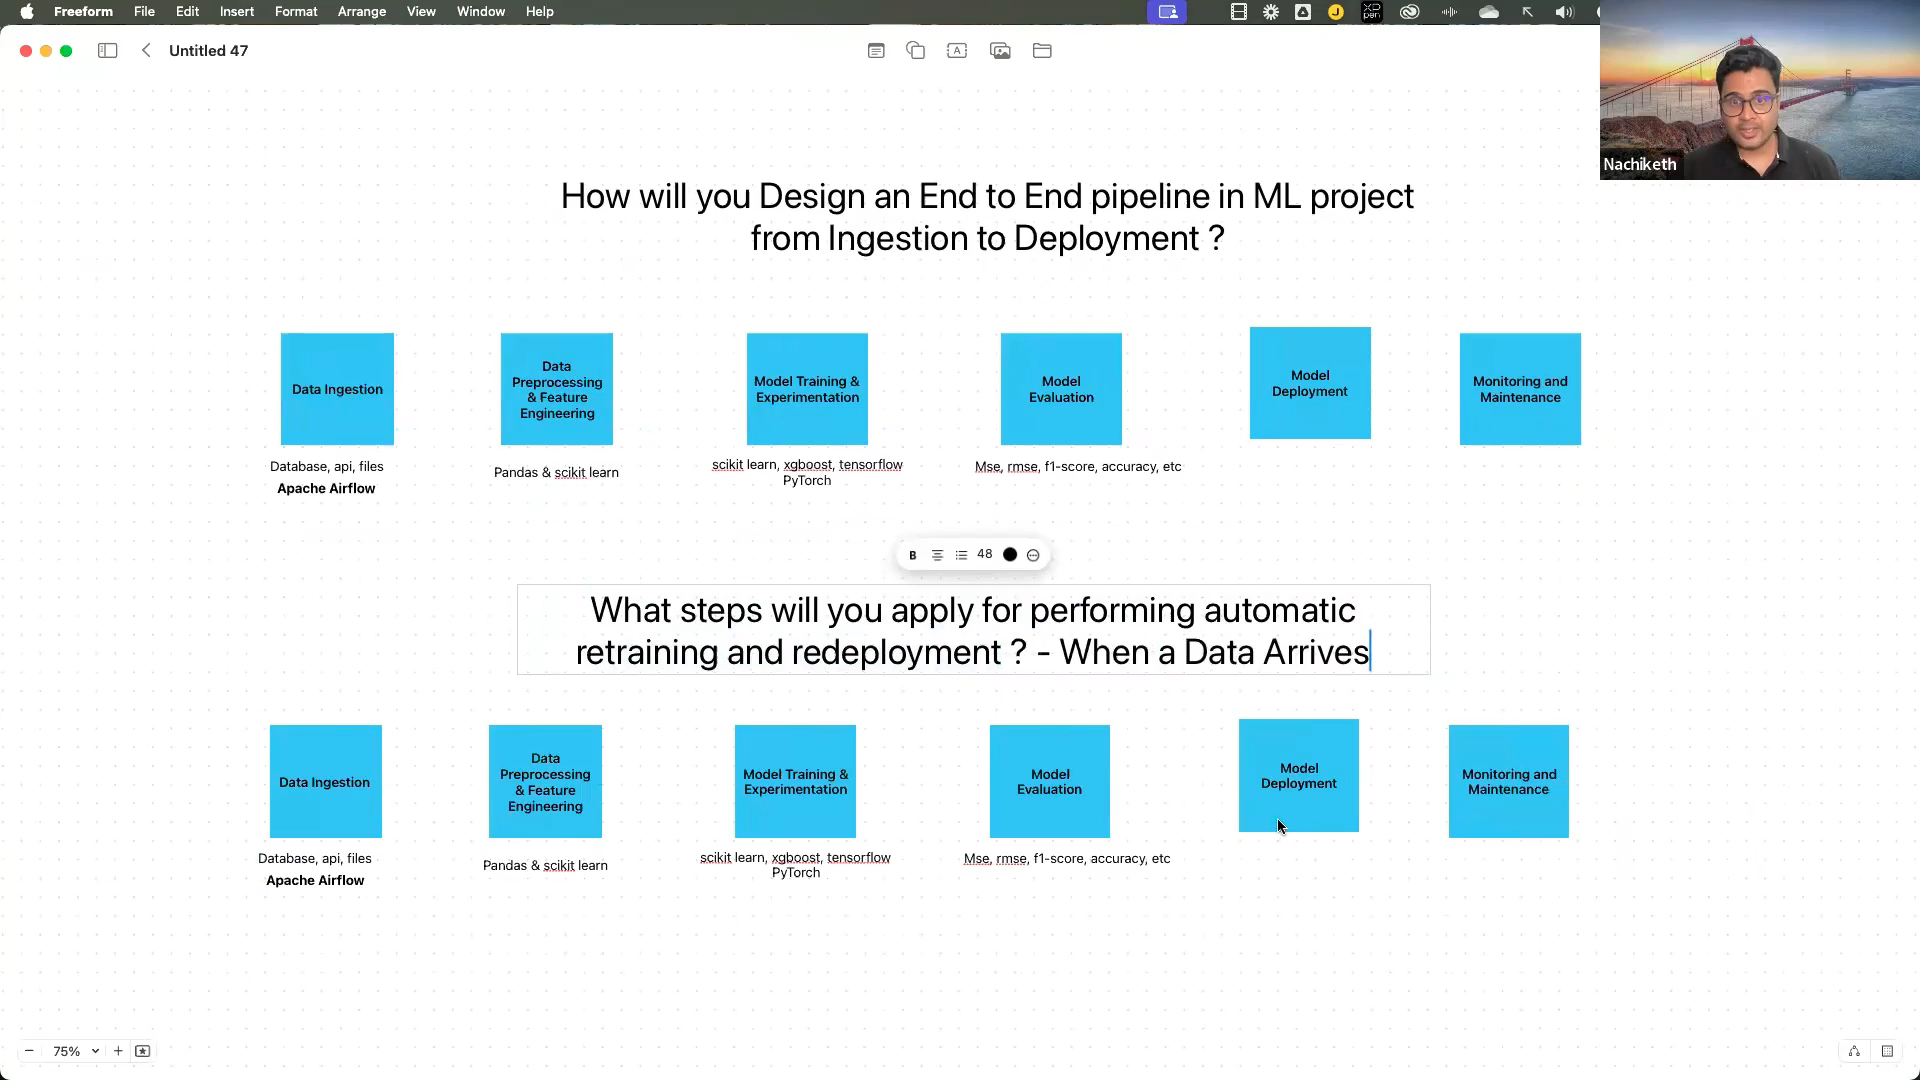 Freeform File Edit Insert Format Arrange View Window Help
Untitled 47
Nachiketh
How will you Design an End to End pipeline in ML project
from Ingestion to Deployment ?
Data Ingestion
Data
Preprocessing
& Feature
Engineering
Model Training &
Experimentation
Model
Evaluation
Model
Deployment
Monitoring and
Maintenance
Database, api, files
Apache Airflow
Pandas & scikit learn
scikit learn, xgboost, tensorflow
PyTorch
Mse, rmse, f1-score, accuracy, etc
B 48
What steps will you apply for performing automatic
retraining and redeployment ? - When a Data Arrives
Data Ingestion
Data
Preprocessing
& Feature
Engineering
Model Training &
Experimentation
Model
Evaluation
Model
Deployment
Monitoring and
Maintenance
Database, api, files
Apache Airflow
Pandas & scikit learn
scikit learn, xgboost, tensorflow
PyTorch
Mse, rmse, f1-score, accuracy, etc
75%